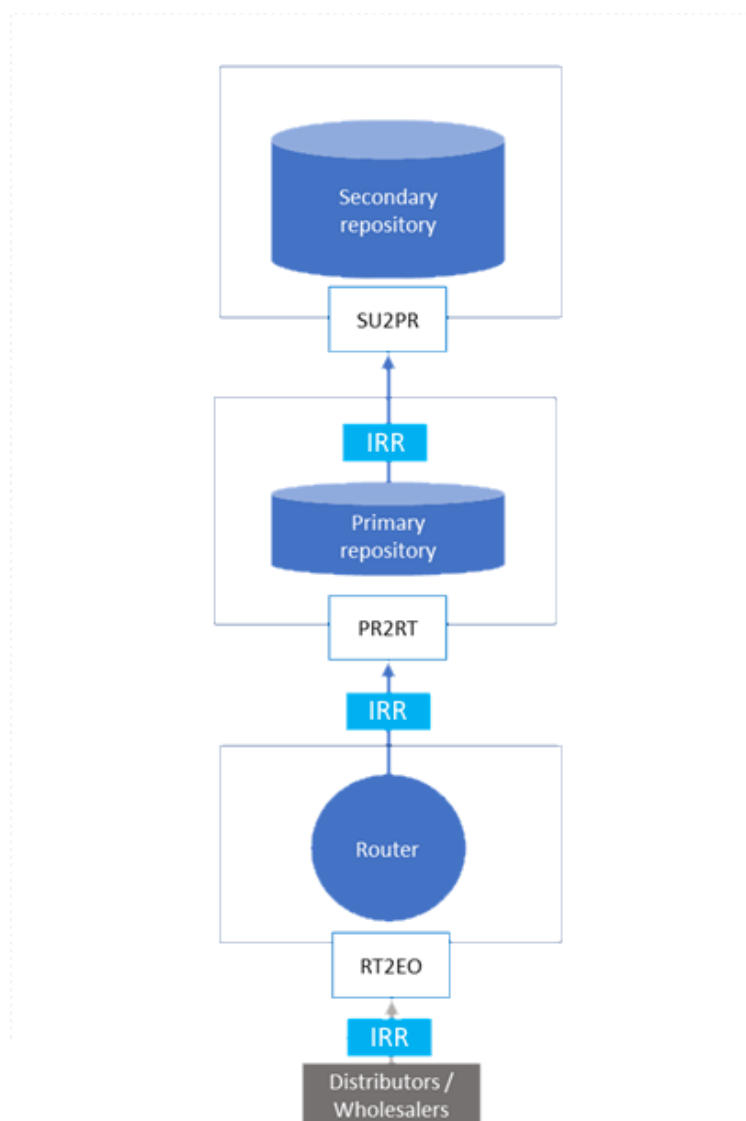 Secondary
repository
SU2PR
IRR
Primary
repository
PR2RT
IRR
Router
RT2EO
IRR
Distributors /
Wholesalers